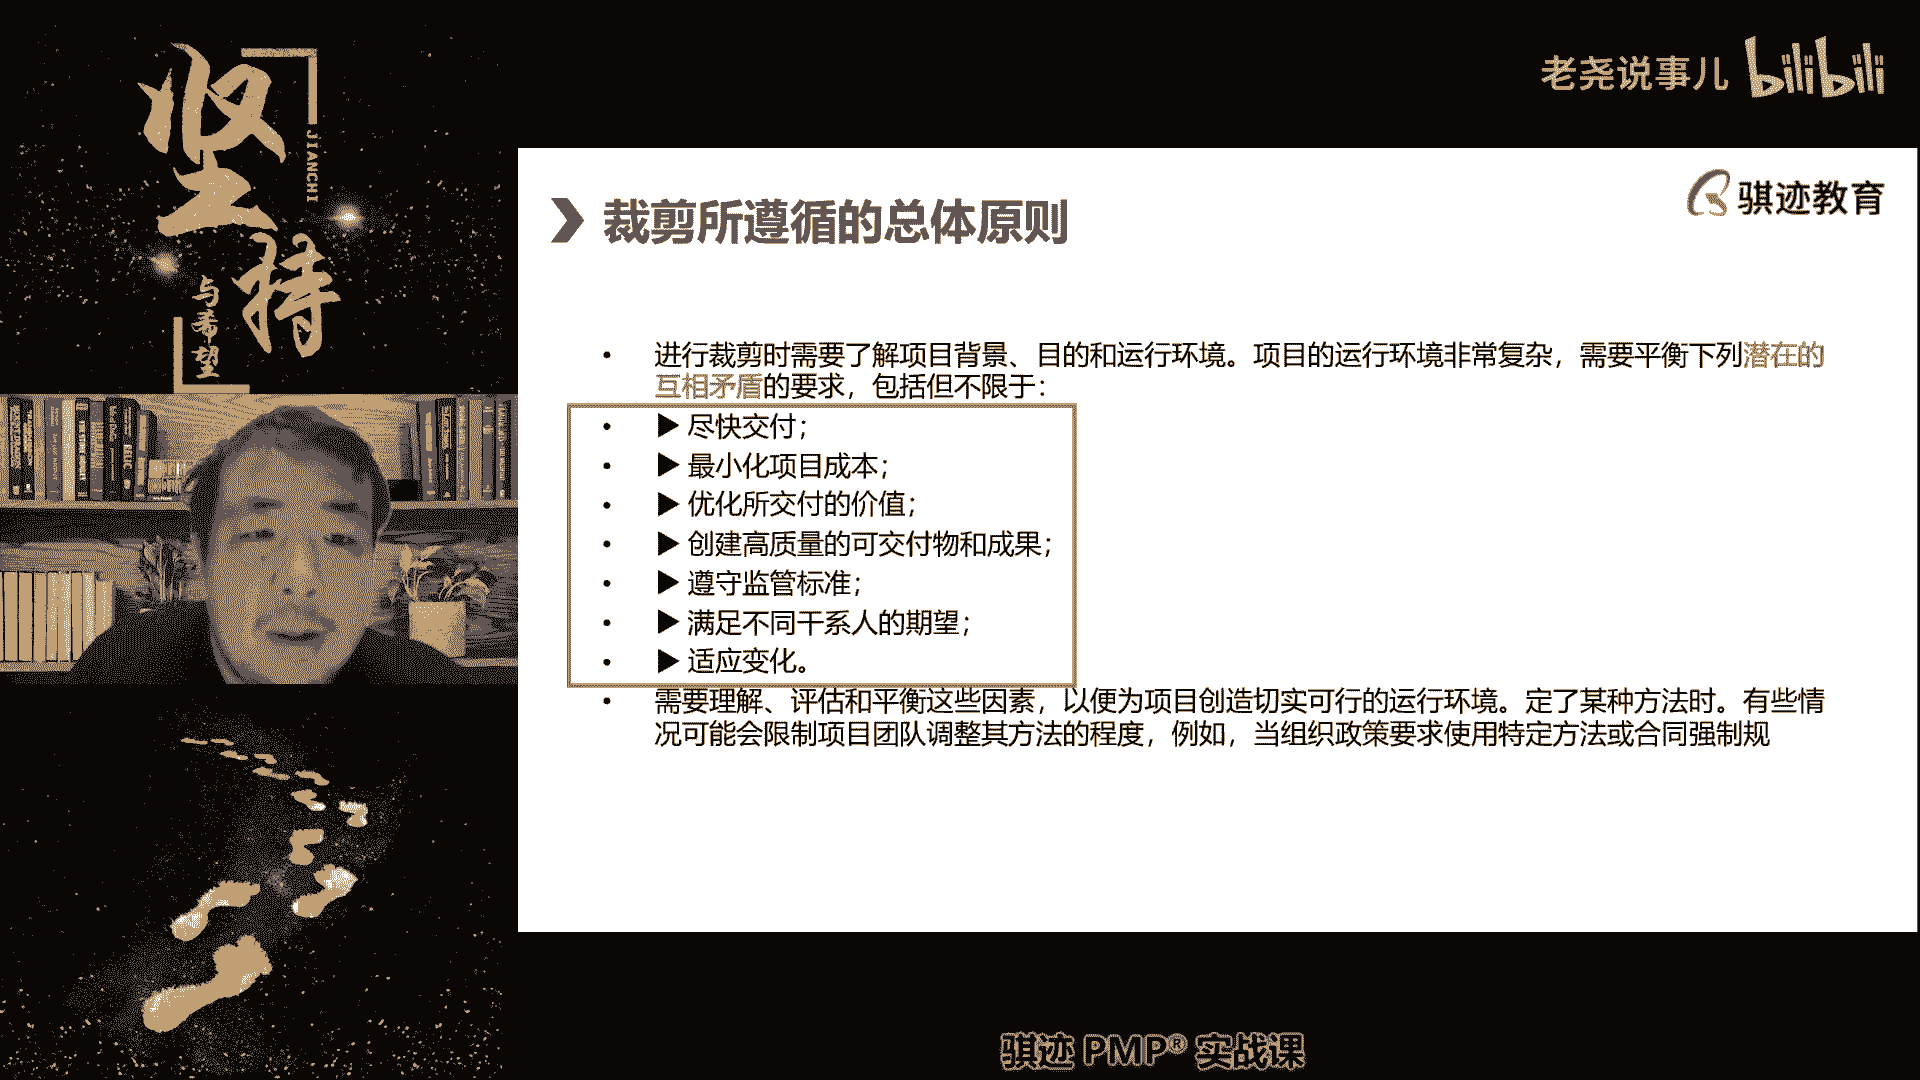 坚持
JIANCHI
与希望
老尧说事儿 bilibili
骐迹教育
裁剪所遵循的总体原则
• 进行裁剪时需要了解项目背景、目的和运行环境。项目的运行环境非常复杂，需要平衡下列潜在的
互相矛盾的要求，包括但不限于：
• ▶ 尽快交付；
• ▶ 最小化项目成本；
• ▶ 优化所交付的价值；
• ▶ 创建高质量的可交付物和成果；
• ▶ 遵守监管标准；
• ▶ 满足不同干系人的期望；
• ▶ 适应变化。
• 需要理解、评估和平衡这些因素，以便为项目创造切实可行的运行环境。定了某种方法时。有些情
况可能会限制项目团队调整其方法的程度，例如，当组织政策要求使用特定方法或合同强制规
骐迹 PMP® 实战课